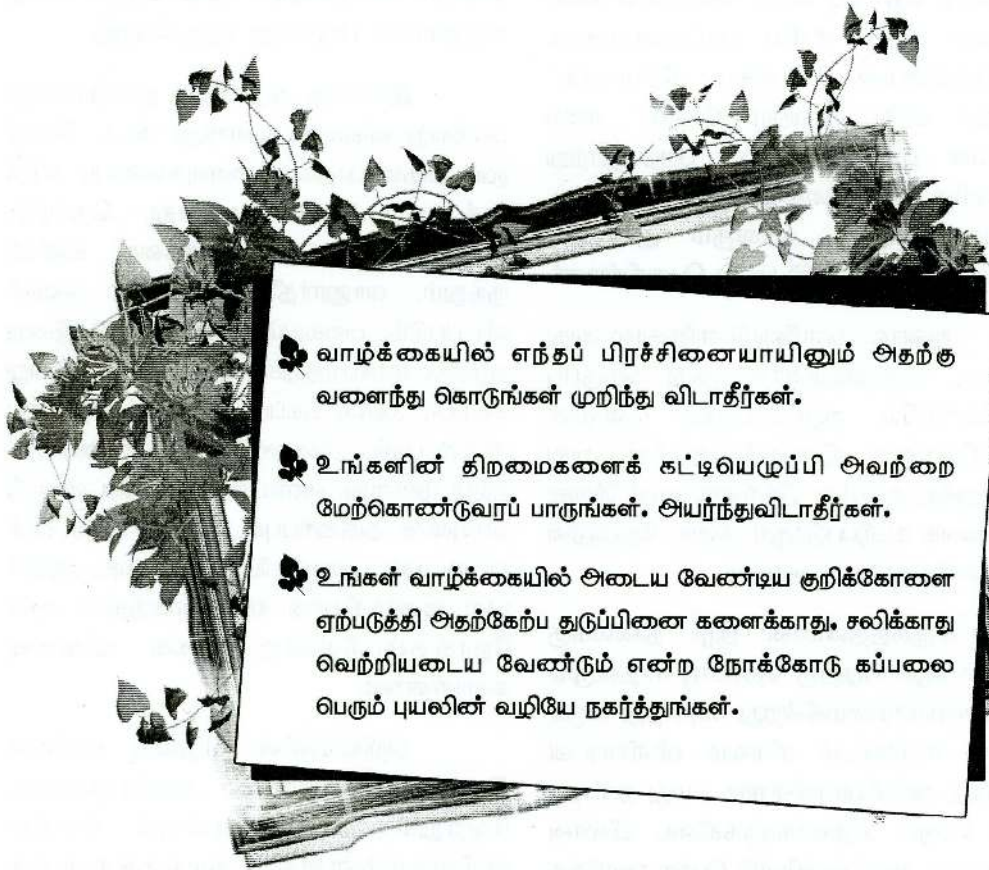 வாழ்க்கையில் எந்தப் பிரச்சினையாயினும் அதற்கு
வளைந்து கொடுங்கள் முறிந்து விடாதீர்கள்.
உங்களின் திறமைகளைக் கட்டியெழுப்பி அவற்றை
மேற்கொண்டுவரப் பாருங்கள். அயர்ந்துவிடாதீர்கள்.
உங்கள் வாழ்க்கையில் அடைய வேண்டிய குறிக்கோளை
ஏற்படுத்தி அதற்கேற்ப துடுப்பினை களைக்காது. சலிக்காது
வெற்றியடைய வேண்டும் என்ற நோக்கோடு கப்பலை
பெரும் புயலின் வழியே நகர்த்துங்கள்.